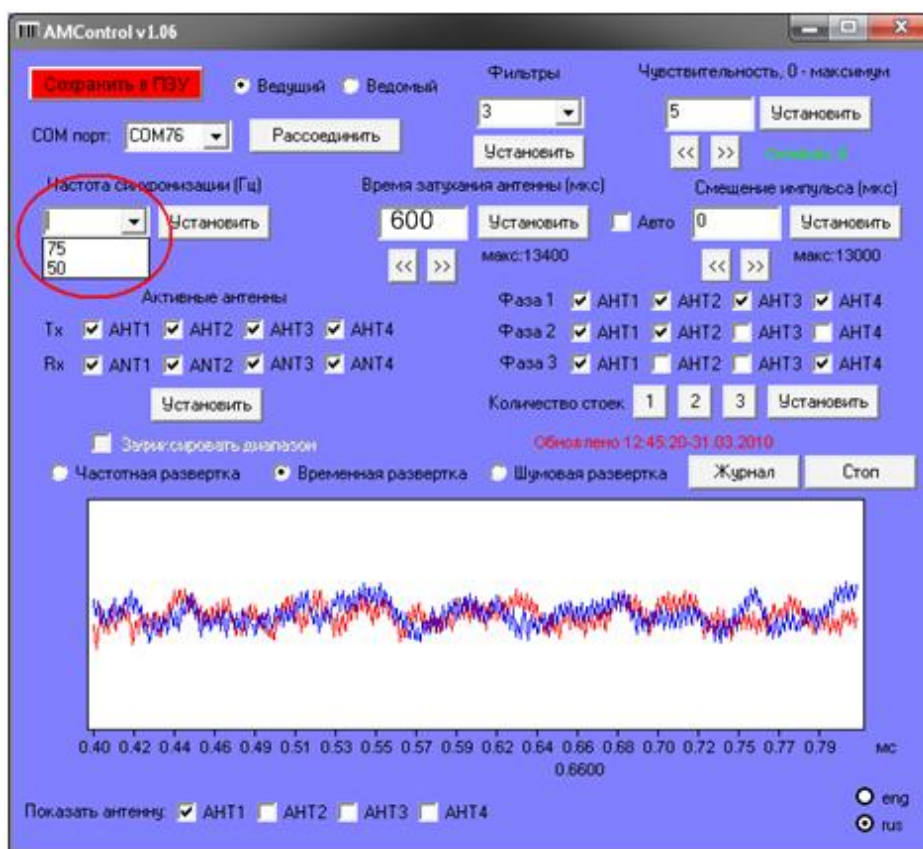 AMControl v1.06
Сохранить в ПЗУ Ведущий Ведомый Фильтры Чувствительность, 0 - максимум
3 5 Установить
COM порт: COM76 Рассоединить Установить << >>
Частота синхронизации (Гц) Время затухания антенны (мкс) Смещение импульса (мкс)
Установить 600 Установить Авто 0 Установить
75 << >> макс:13400 << >> макс:13000
50
Активные антенны Фаза 1 АНТ1 АНТ2 АНТ3 АНТ4
Tx АНТ1 АНТ2 АНТ3 АНТ4 Фаза 2 АНТ1 АНТ2 АНТ3 АНТ4
Rx ANT1 ANT2 ANT3 ANT4 Фаза 3 АНТ1 АНТ2 АНТ3 АНТ4
Установить Количество стоек 1 2 3 Установить
Зафиксировать диапазон Обновлено 12:45:20-31.03.2010
Частотная развертка Временная развертка Шумовая развертка Журнал Стоп
0.40 0.42 0.44 0.46 0.49 0.51 0.53 0.55 0.57 0.59 0.62 0.64 0.66 0.68 0.70 0.72 0.75 0.77 0.79 мс
0.6600
Показать антенну: АНТ1 АНТ2 АНТ3 АНТ4
eng
rus